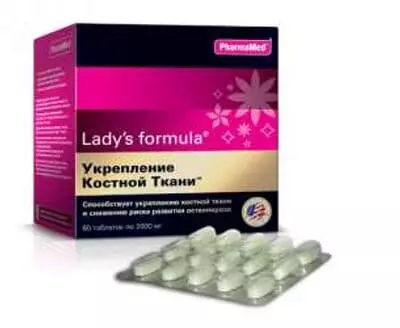 PharmaMed®
Lady's formula®
Укрепление
Костной Ткани™
Способствует укреплению костной ткани
и снижению риска развития остеопороза
60 таблеток по 2000 мг